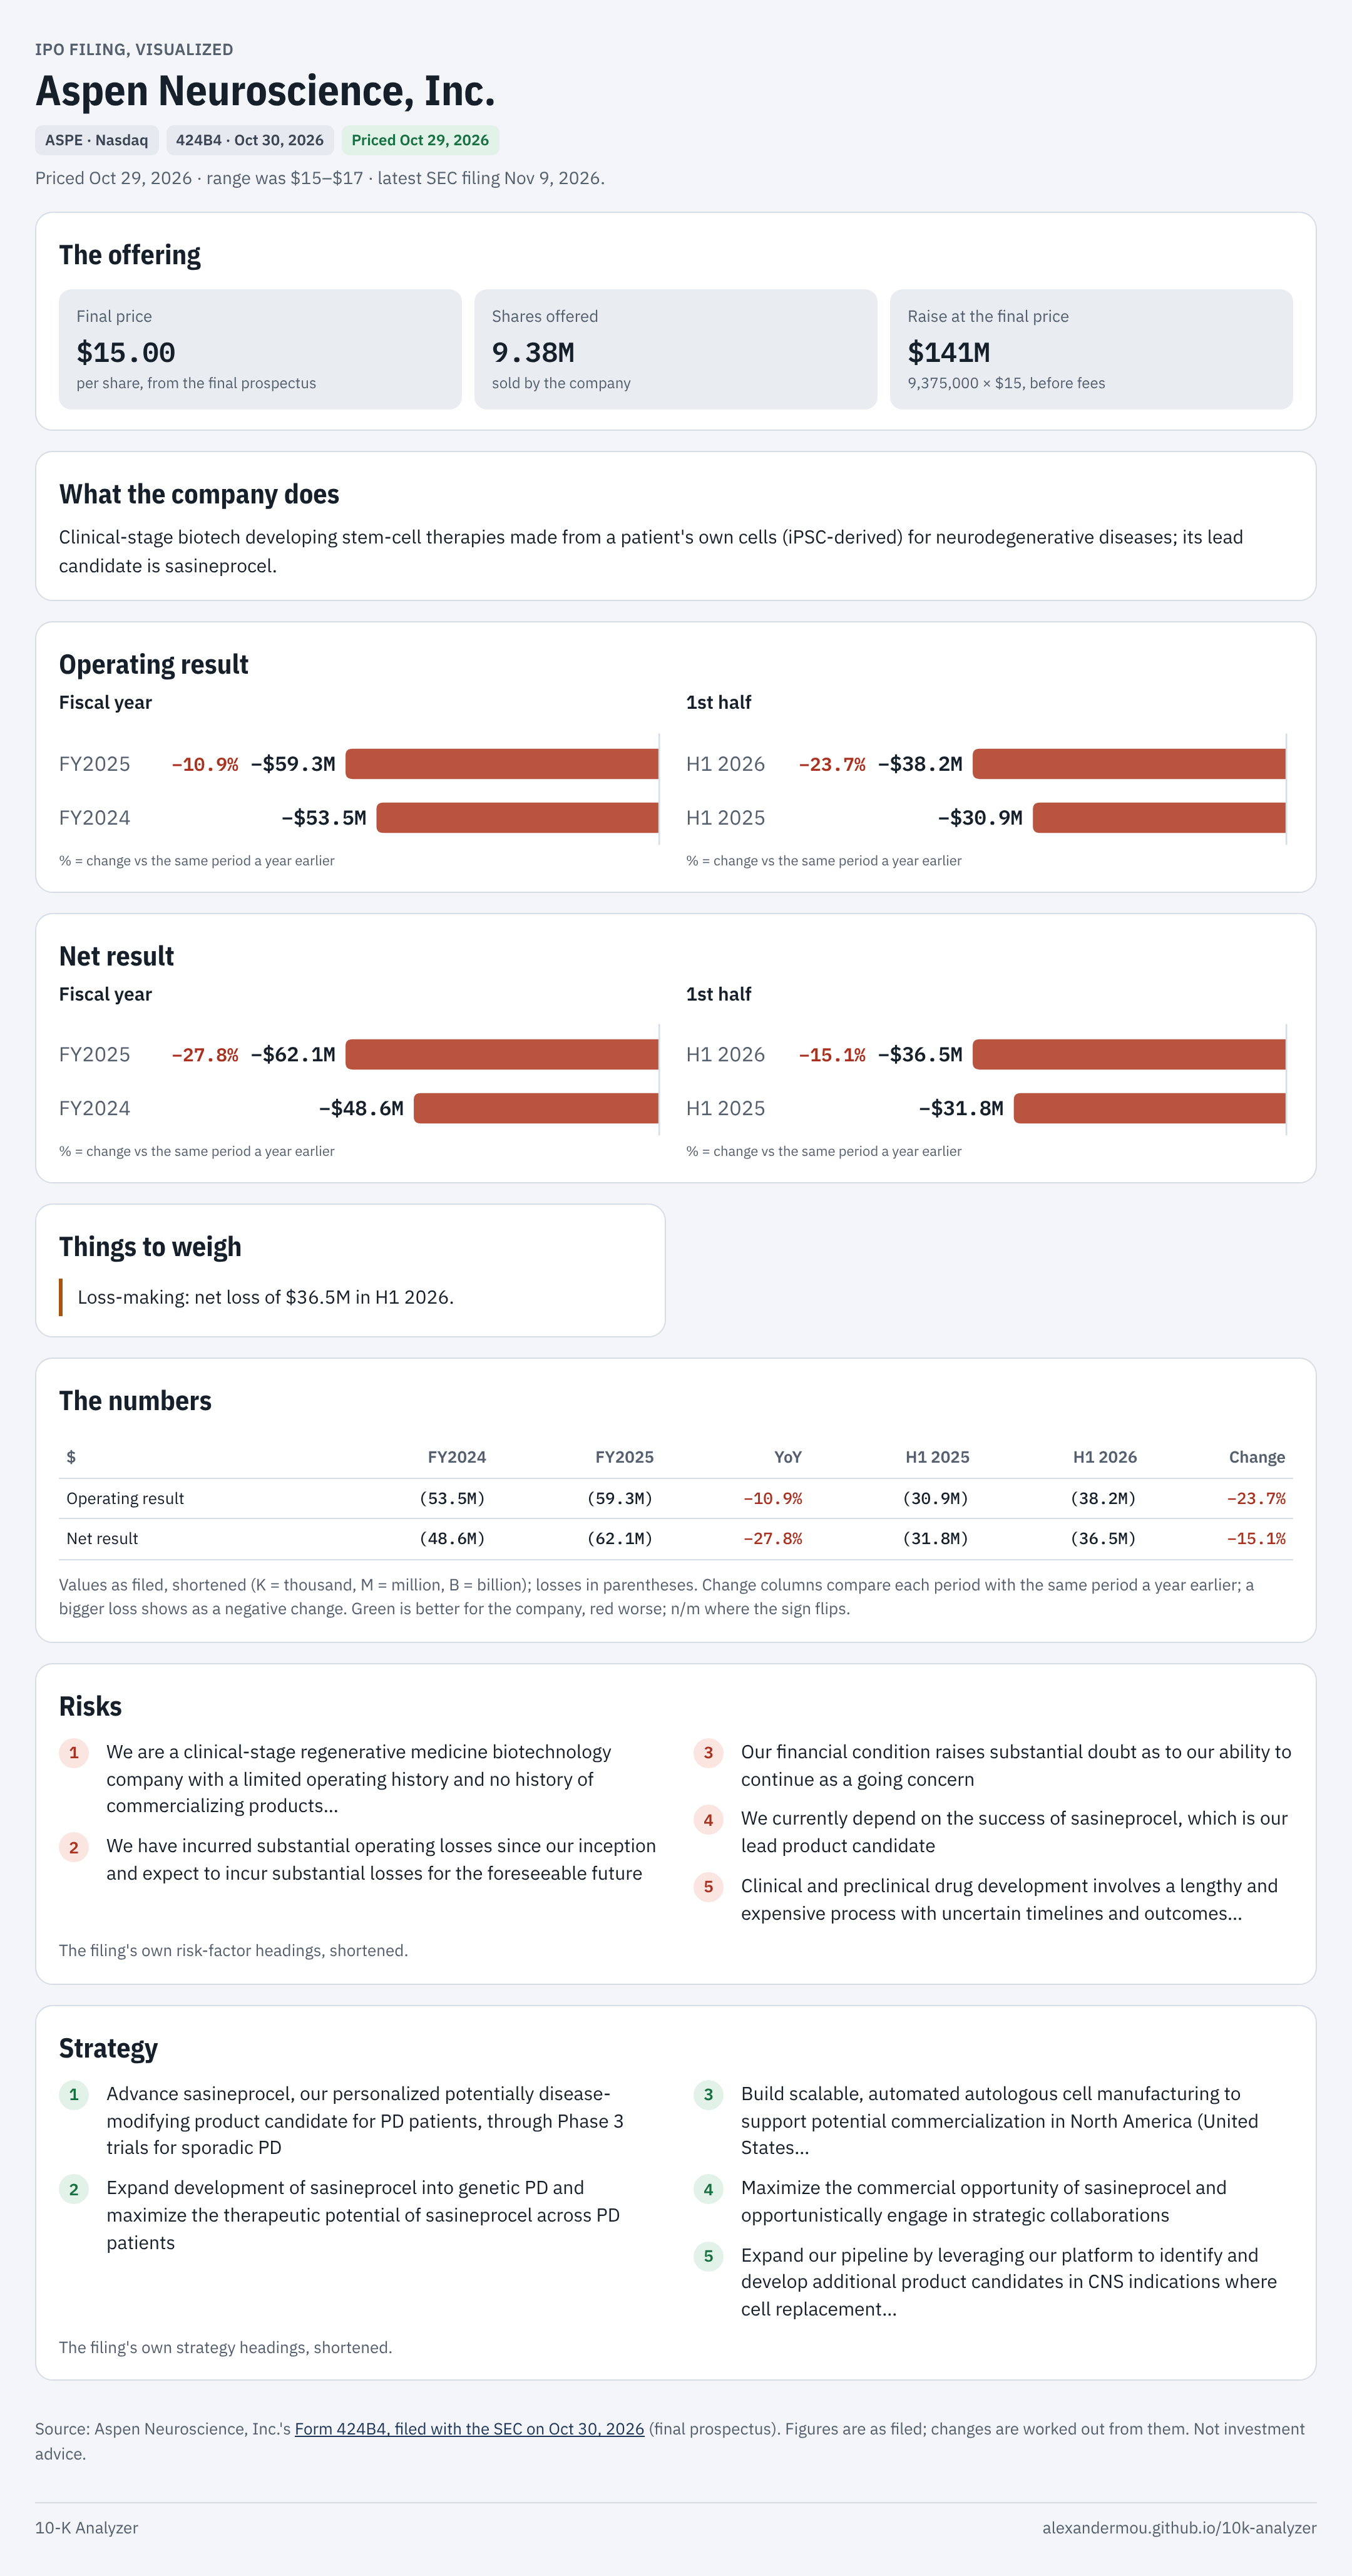 IPO FILING, VISUALIZED
Aspen Neuroscience, Inc.
ASPE · Nasdaq 424B4 · Oct 30, 2026 Priced Oct 29, 2026
Priced Oct 29, 2026 · range was $15–$17 · latest SEC filing Nov 9, 2026.
The offering
Final price
$15.00
per share, from the final prospectus
Shares offered
9.38M
sold by the company
Raise at the final price
$141M
9,375,000 × $15, before fees
What the company does
Clinical-stage biotech developing stem-cell therapies made from a patient's own cells (iPSC-derived) for neurodegenerative diseases; its lead
candidate is sasineprocel.
Operating result
Fiscal year
FY2025 −10.9% −$59.3M
FY2024 −$53.5M
% = change vs the same period a year earlier
1st half
H1 2026 −23.7% −$38.2M
H1 2025 −$30.9M
% = change vs the same period a year earlier
Net result
Fiscal year
FY2025 −27.8% −$62.1M
FY2024 −$48.6M
% = change vs the same period a year earlier
1st half
H1 2026 −15.1% −$36.5M
H1 2025 −$31.8M
% = change vs the same period a year earlier
Things to weigh
Loss-making: net loss of $36.5M in H1 2026.
The numbers
$ FY2024 FY2025 YoY H1 2025 H1 2026 Change
Operating result (53.5M) (59.3M) −10.9% (30.9M) (38.2M) −23.7%
Net result (48.6M) (62.1M) −27.8% (31.8M) (36.5M) −15.1%
Values as filed, shortened (K = thousand, M = million, B = billion); losses in parentheses. Change columns compare each period with the same period a year earlier; a
bigger loss shows as a negative change. Green is better for the company, red worse; n/m where the sign flips.
Risks
1 We are a clinical-stage regenerative medicine biotechnology
company with a limited operating history and no history of
commercializing products…
2 We have incurred substantial operating losses since our inception
and expect to incur substantial losses for the foreseeable future
3 Our financial condition raises substantial doubt as to our ability to
continue as a going concern
4 We currently depend on the success of sasineprocel, which is our
lead product candidate
5 Clinical and preclinical drug development involves a lengthy and
expensive process with uncertain timelines and outcomes…
The filing's own risk-factor headings, shortened.
Strategy
1 Advance sasineprocel, our personalized potentially disease-
modifying product candidate for PD patients, through Phase 3
trials for sporadic PD
2 Expand development of sasineprocel into genetic PD and
maximize the therapeutic potential of sasineprocel across PD
patients
3 Build scalable, automated autologous cell manufacturing to
support potential commercialization in North America (United
States…
4 Maximize the commercial opportunity of sasineprocel and
opportunistically engage in strategic collaborations
5 Expand our pipeline by leveraging our platform to identify and
develop additional product candidates in CNS indications where
cell replacement…
The filing's own strategy headings, shortened.
Source: Aspen Neuroscience, Inc.'s Form 424B4, filed with the SEC on Oct 30, 2026 (final prospectus). Figures are as filed; changes are worked out from them. Not investment
advice.
10-K Analyzer
alexandermou.github.io/10k-analyzer